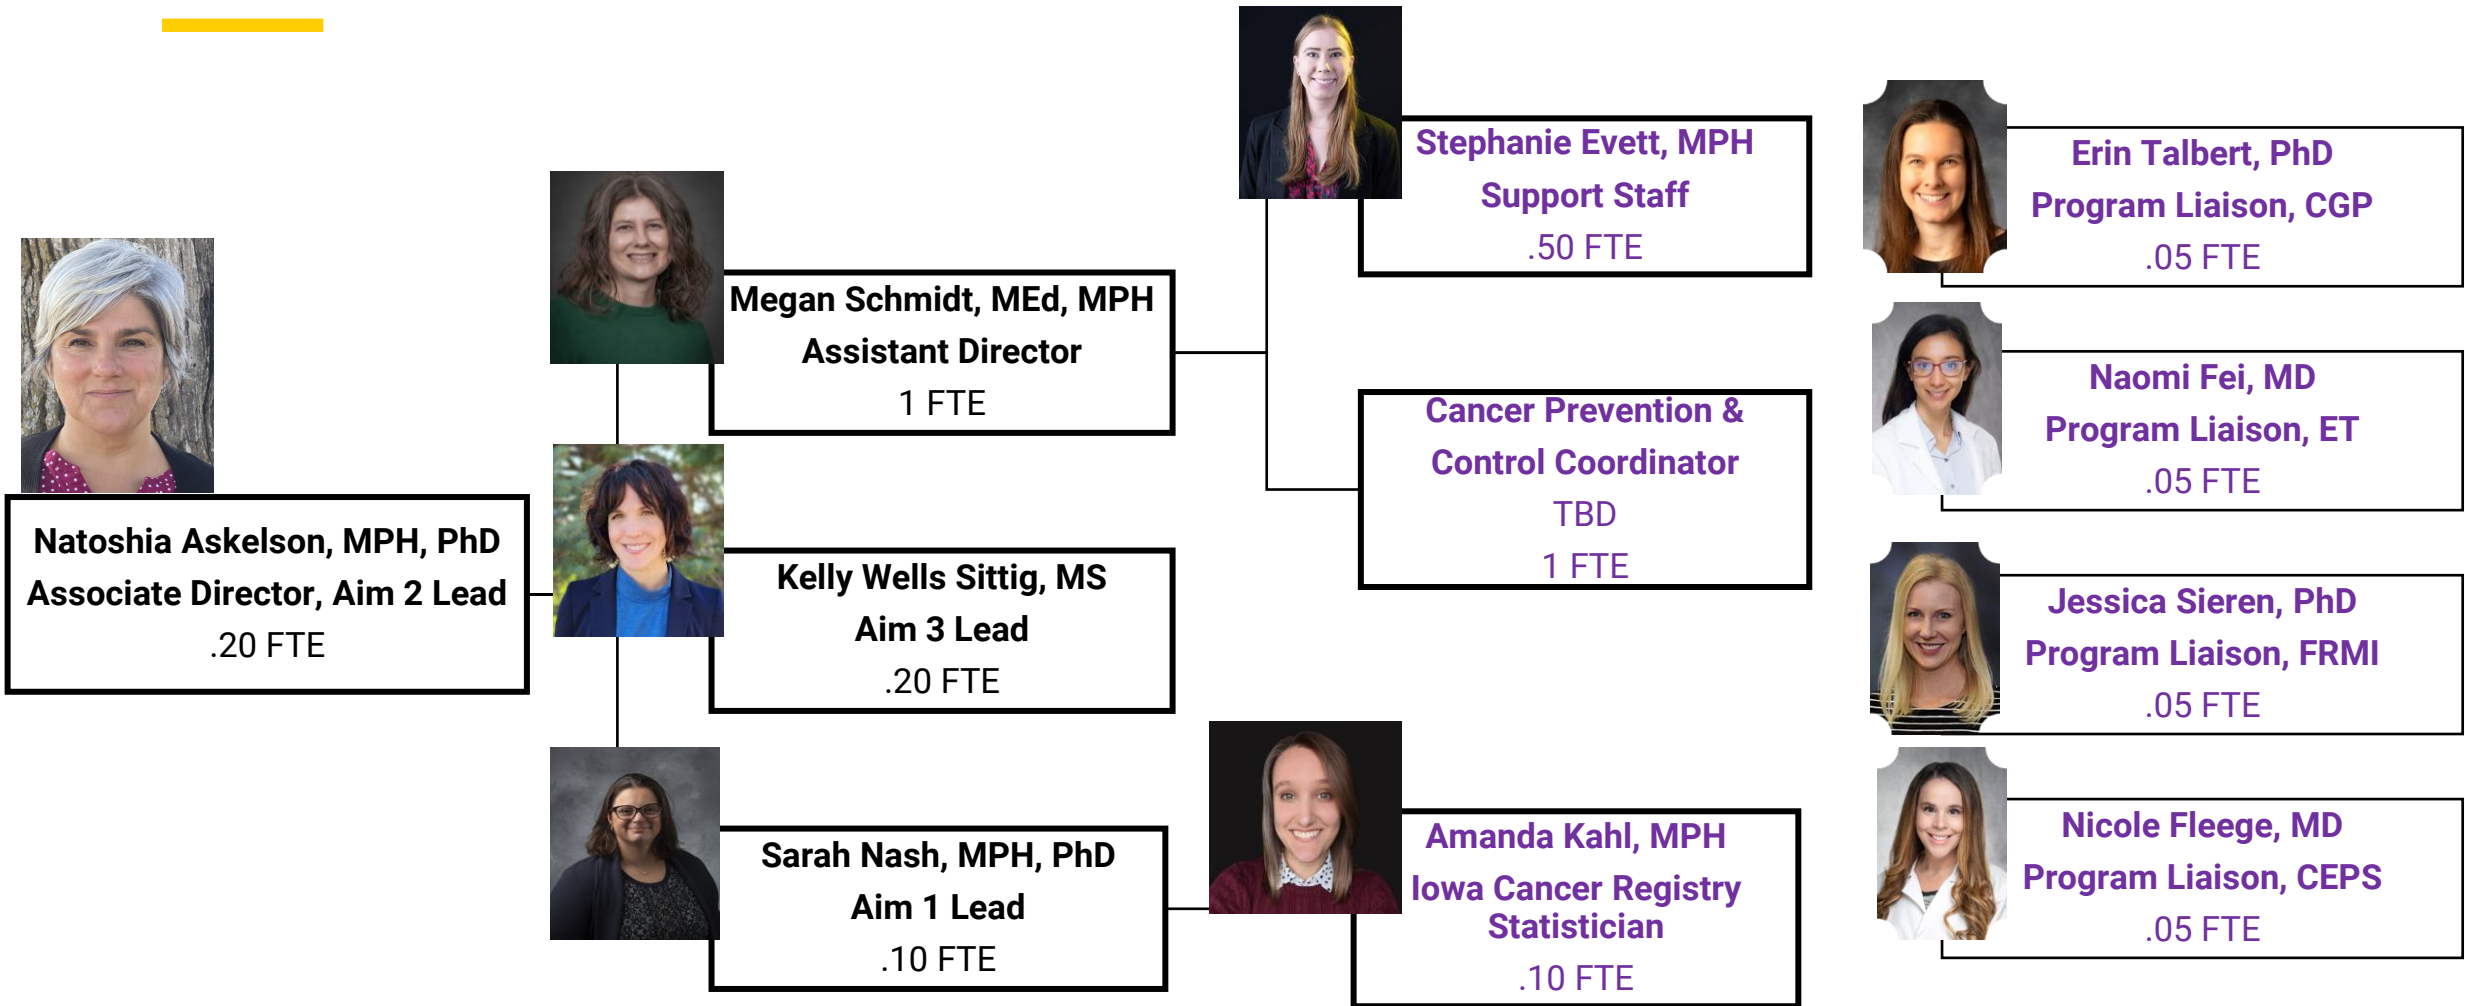 Natoshia Askelson, MPH, PhD
Associate Director, Aim 2 Lead
.20 FTE
Megan Schmidt, MEd, MPH
Assistant Director
1 FTE
Kelly Wells Sittig, MS
Aim 3 Lead
.20 FTE
Sarah Nash, MPH, PhD
Aim 1 Lead
.10 FTE
Stephanie Evett, MPH
Support Staff
.50 FTE
Cancer Prevention &
Control Coordinator
TBD
1 FTE
Amanda Kahl, MPH
Iowa Cancer Registry
Statistician
.10 FTE
Erin Talbert, PhD
Program Liaison, CGP
.05 FTE
Naomi Fei, MD
Program Liaison, ET
.05 FTE
Jessica Sieren, PhD
Program Liaison, FRMI
.05 FTE
Nicole Fleege, MD
Program Liaison, CEPS
.05 FTE